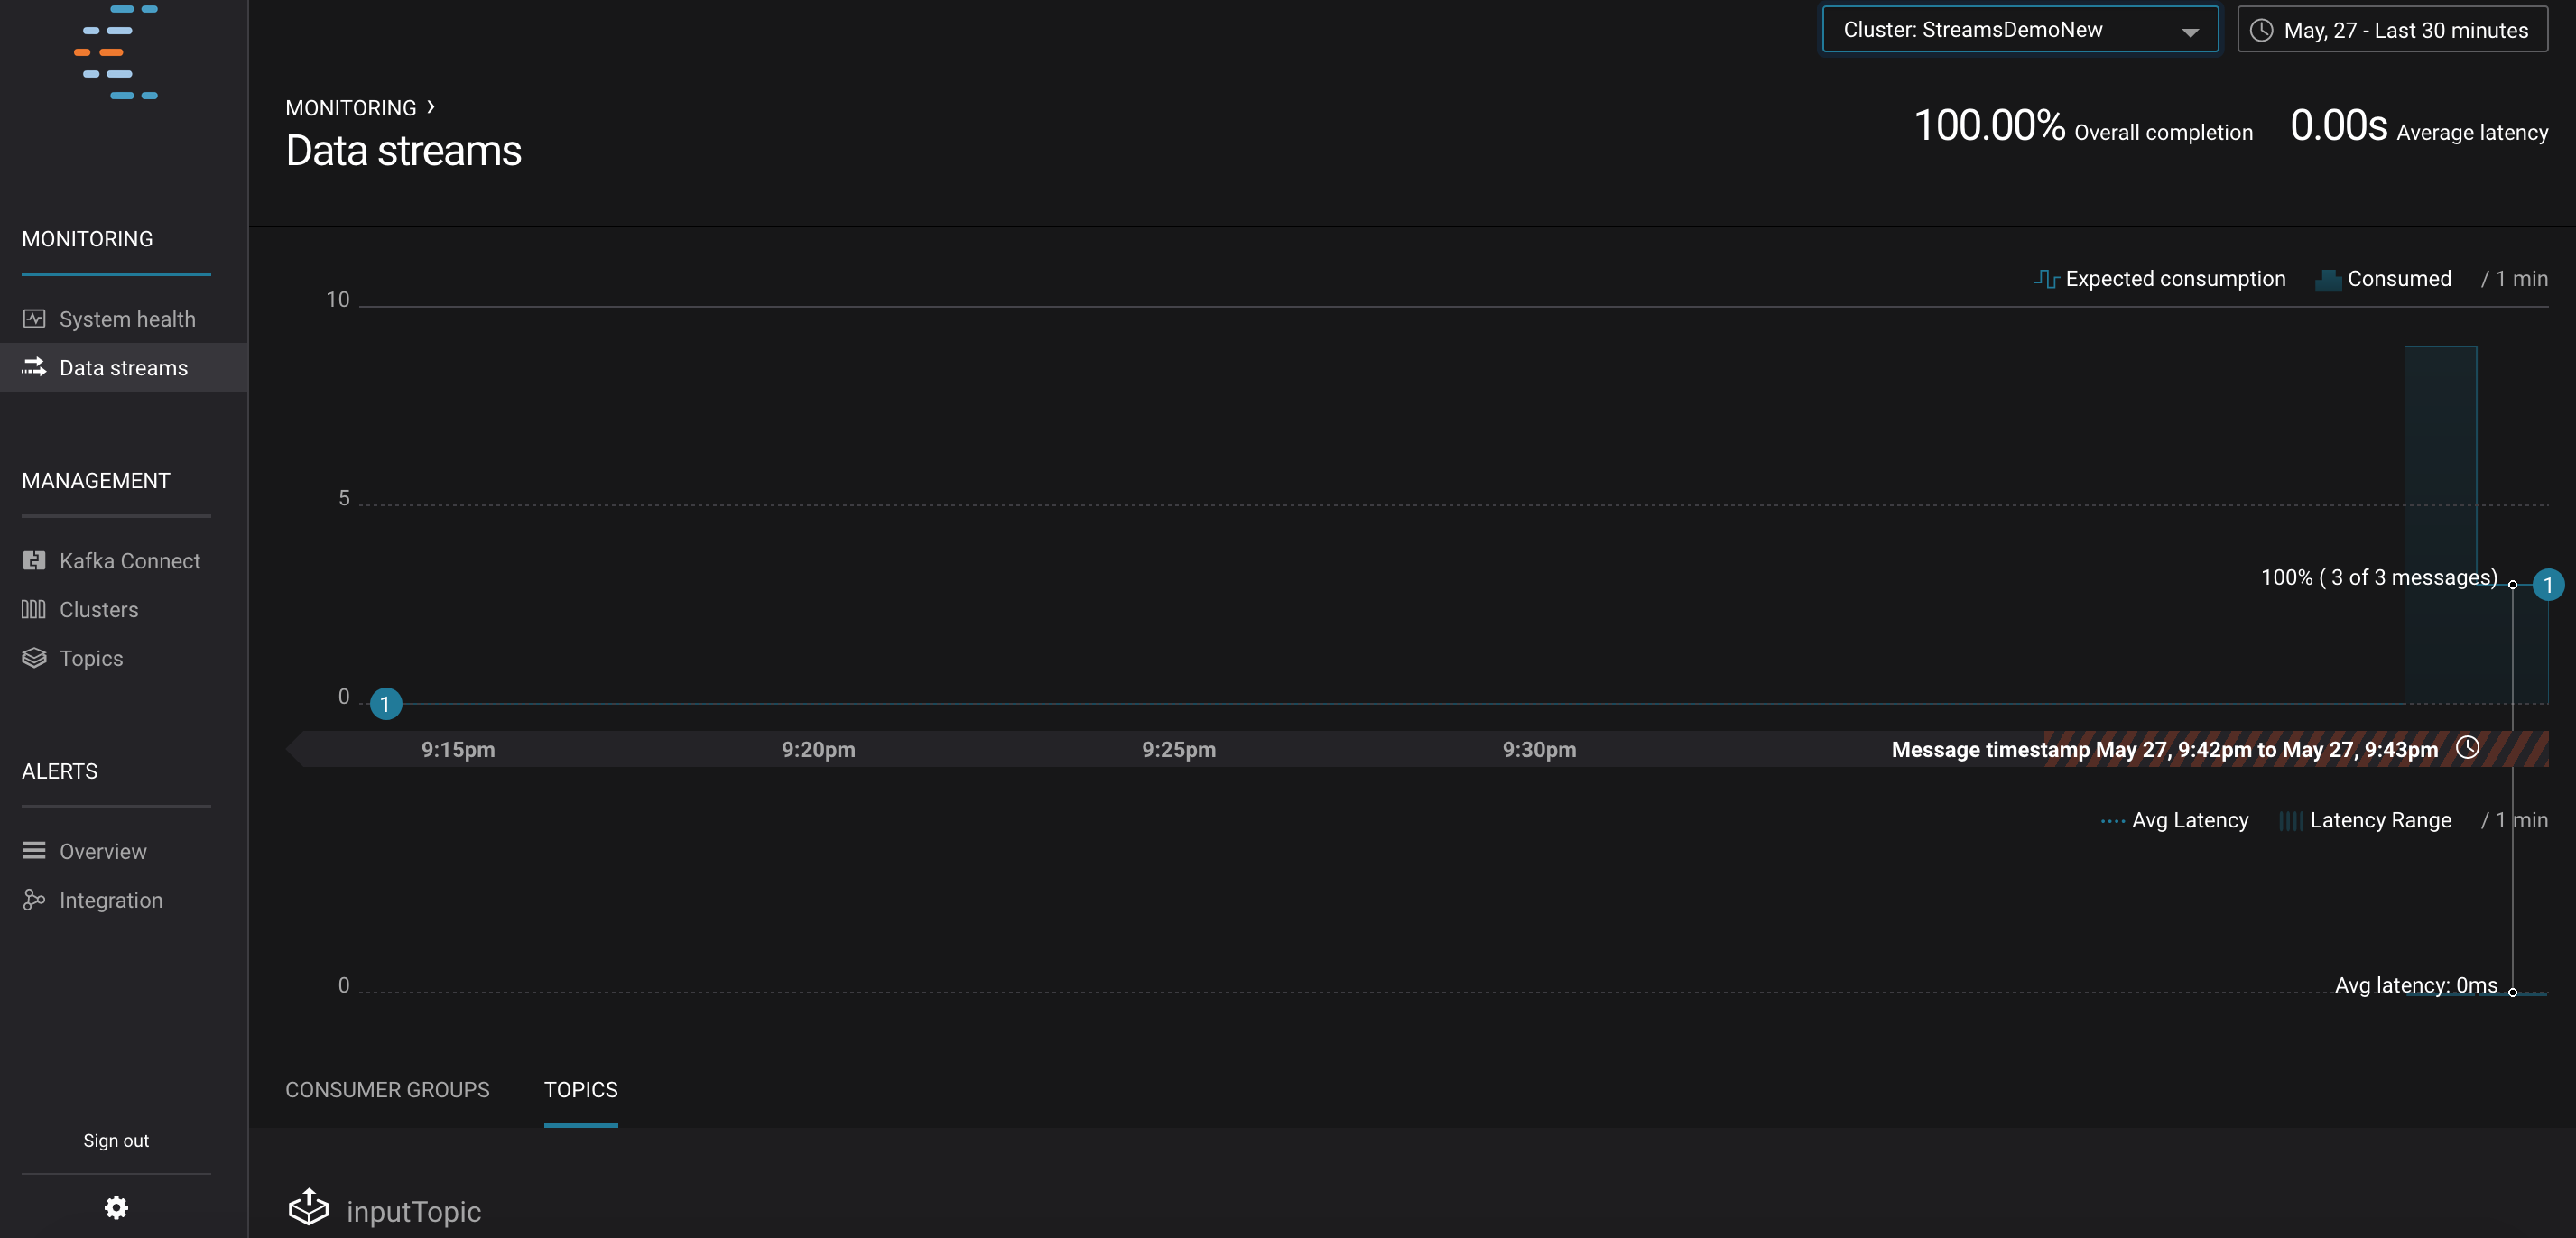 Cluster: StreamsDemoNew
May, 27 - Last 30 minutes
MONITORING ›
Data streams
100.00% Overall completion
0.00s Average latency
MONITORING
System health
Data streams
MANAGEMENT
Kafka Connect
Clusters
Topics
ALERTS
Overview
Integration
Sign out
Expected consumption
Consumed
/ 1 min
10
5
100% ( 3 of 3 messages)
1
0
1
9:15pm
9:20pm
9:25pm
9:30pm
Message timestamp May 27, 9:42pm to May 27, 9:43pm
Avg Latency
Latency Range
/ 1 min
0
Avg latency: 0ms
CONSUMER GROUPS
TOPICS
inputTopic